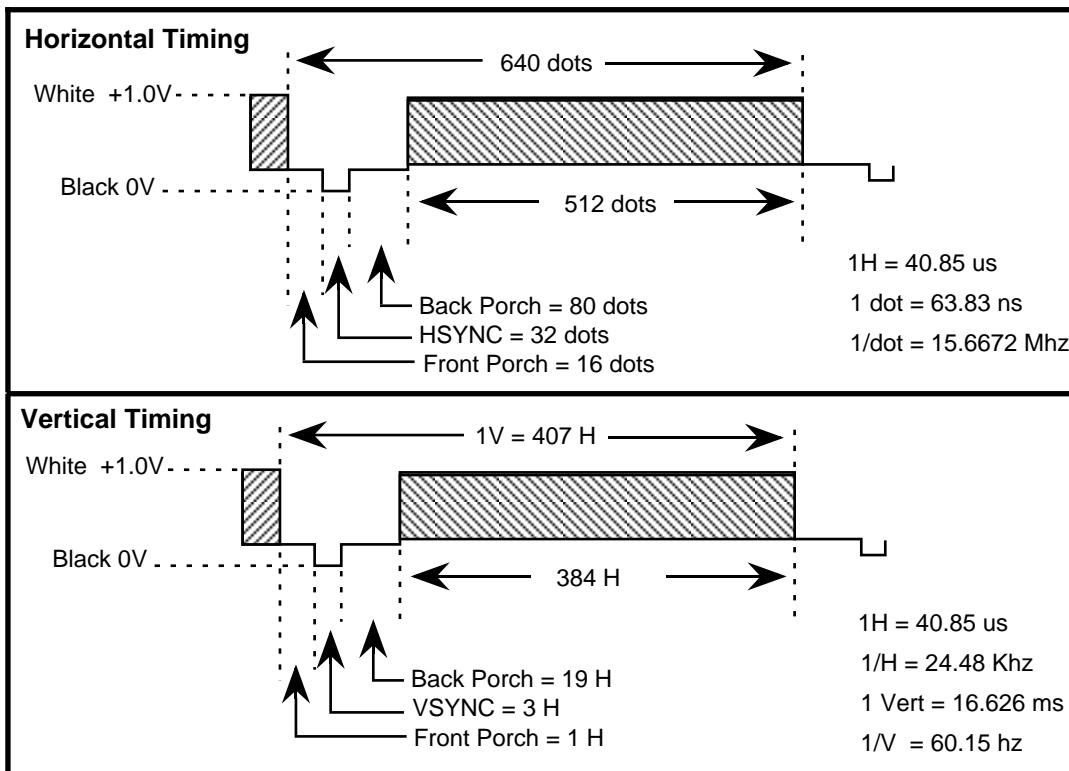 Horizontal Timing
640 dots
White +1.0V
Black 0V
512 dots
1H = 40.85 us
Back Porch = 80 dots
1 dot = 63.83 ns
HSYNC = 32 dots
1/dot = 15.6672 Mhz
Front Porch = 16 dots
Vertical Timing
1V = 407 H
White +1.0V
Black 0V
384 H
1H = 40.85 us
1/H = 24.48 Khz
Back Porch = 19 H
1 Vert = 16.626 ms
VSYNC = 3 H
Front Porch = 1 H
1/V = 60.15 hz